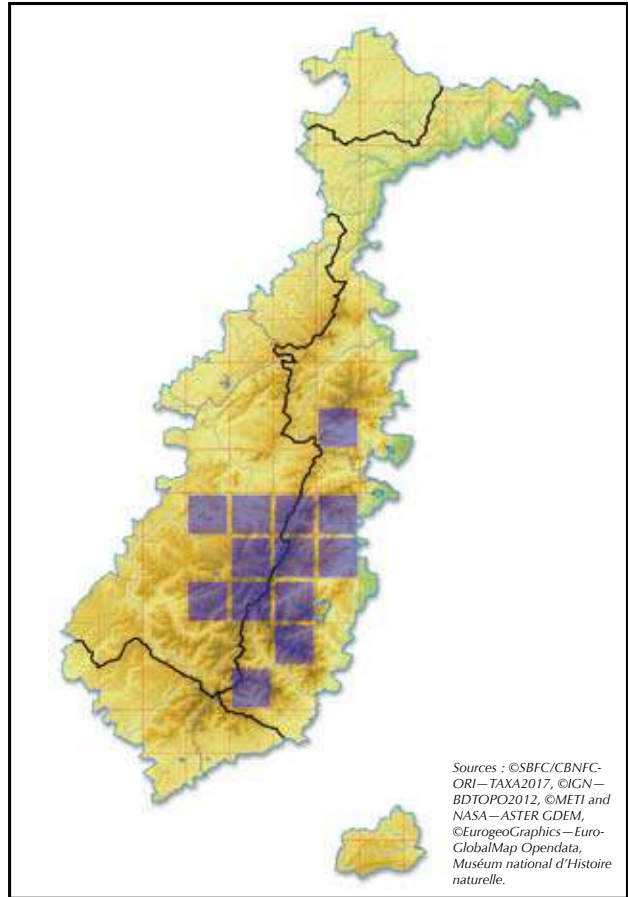 Sources : ©SBFC/CBNFC-
ORI—TAXA2017, ©IGN—
BDTOPO2012, ©METI and
NASA—ASTER GDEM,
©EurogeoGraphics—Euro-
GlobalMap Opendata,
Muséum national d'Histoire
naturelle.